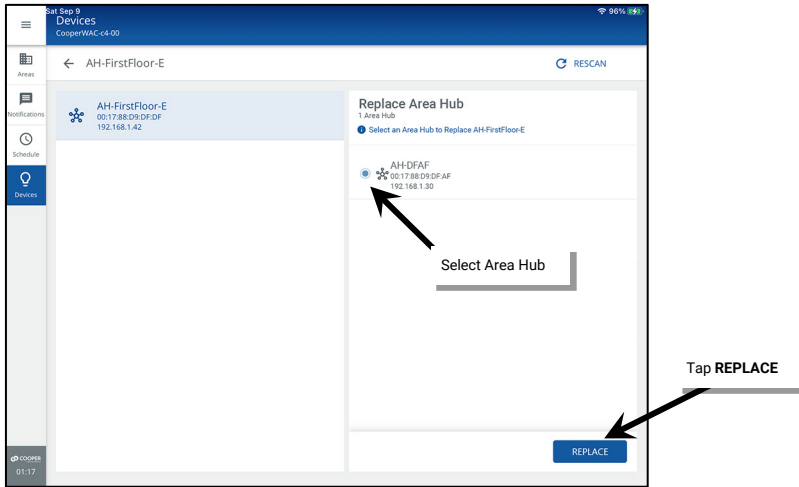 Sat Sep 9
96%
Devices
CooperWAC-c4-00
Areas
Notifications
Schedule
Devices
AH-FirstFloor-E
RESCAN
AH-FirstFloor-E
00:17:88:D9:DF:DF
192.168.1.42
Replace Area Hub
1 Area Hub
Select an Area Hub to Replace AH-FirstFloor-E
AH-DFAF
00:17:88:D9:DF:AF
192.168.1.30
Select Area Hub
Tap REPLACE
REPLACE
COOPER
01:17